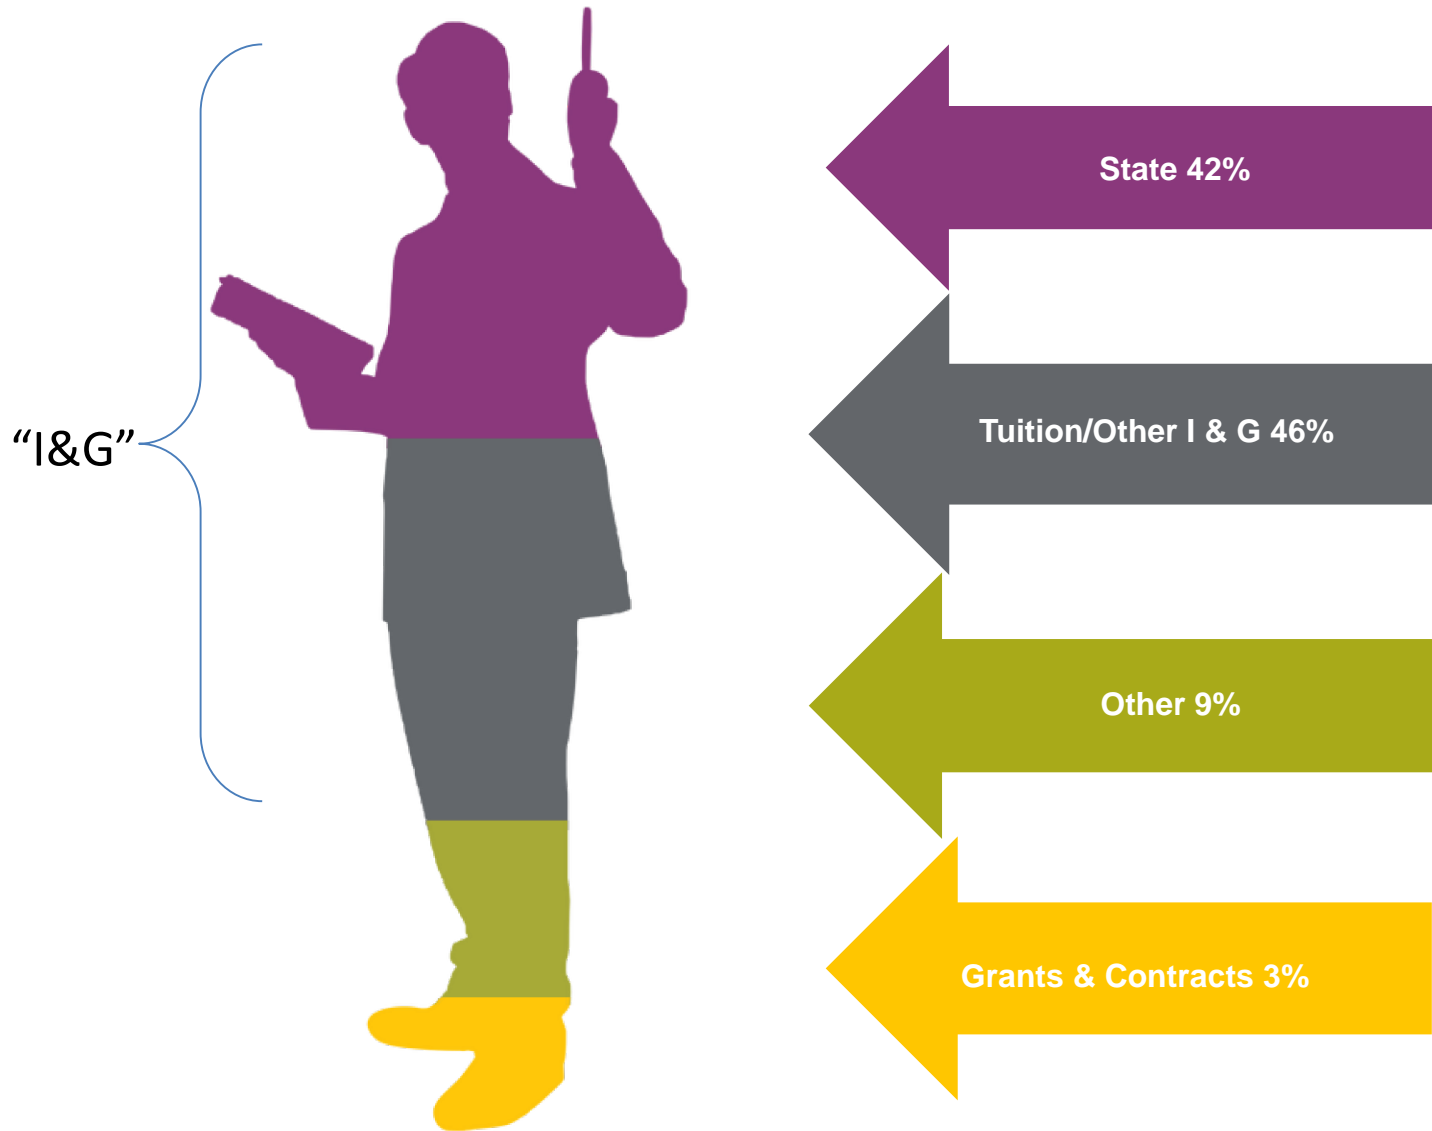 State 42%
Tuition/Other I & G 46%
“I&G”
Other 9%
Grants & Contracts 3%